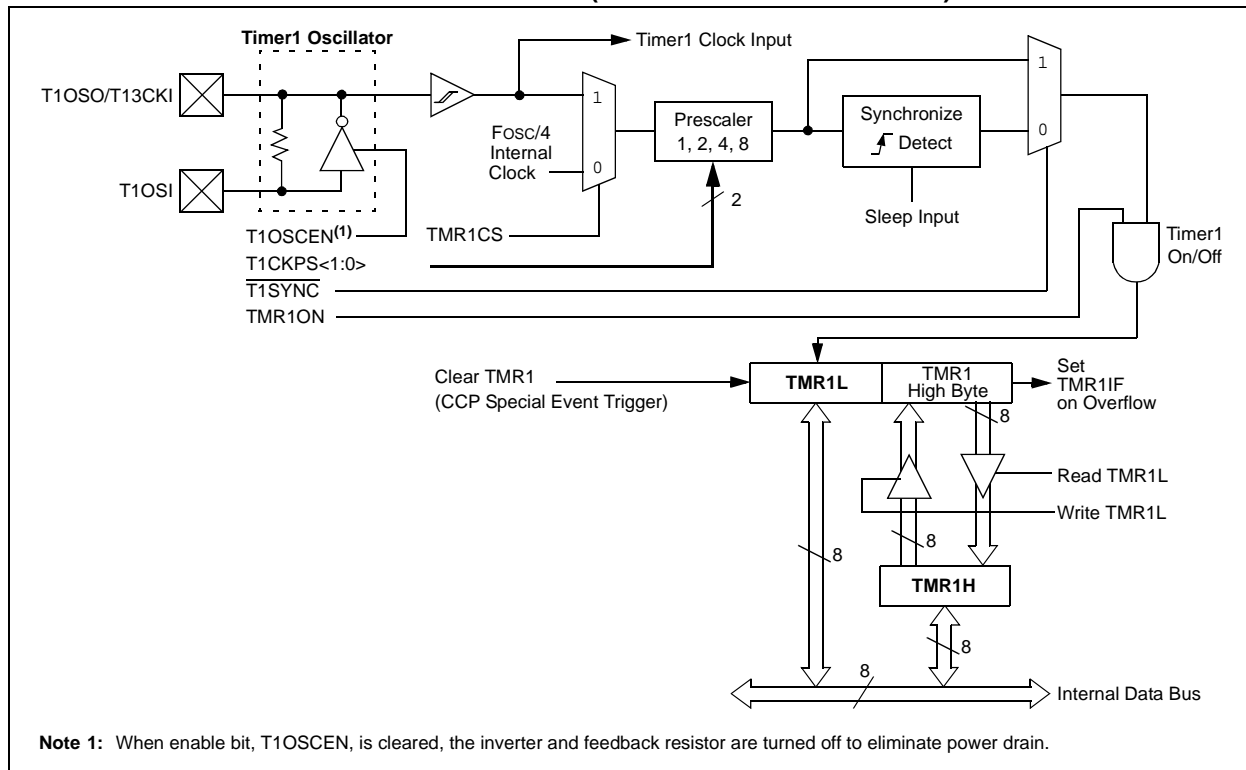 Timer1 Oscillator
Timer1 Clock Input
T1OSO/T13CKI
1
FOSC/4
Internal
Clock
0
Prescaler
1, 2, 4, 8
Synchronize
Detect
1
0
T1OSI
2
Sleep Input
T1OSCEN(1)
TMR1CS
T1CKPS<1:0>
T1SYNC
TMR1ON
Timer1
On/Off
Clear TMR1
(CCP Special Event Trigger)
TMR1L
TMR1
High Byte
Set
TMR1IF
on Overflow
8
Read TMR1L
Write TMR1L
8
8
TMR1H
8
8
Internal Data Bus
Note 1: When enable bit, T1OSCEN, is cleared, the inverter and feedback resistor are turned off to eliminate power drain.